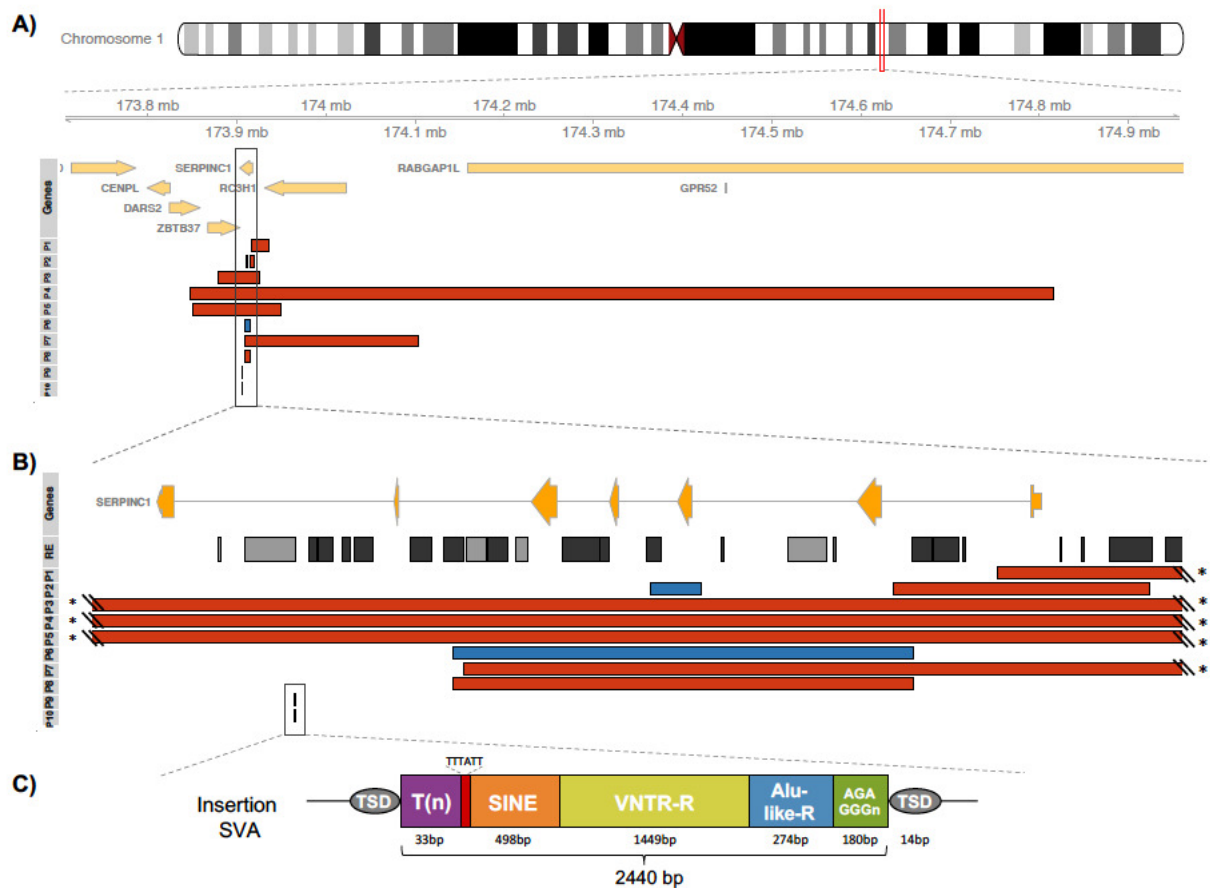 A)
Chromosome 1
173.8 mb 174 mb 174.2 mb 174.4 mb 174.6 mb 174.8 mb
173.9 mb 174.1 mb 174.3 mb 174.5 mb 174.7 mb 174.9 mb
Genes
SERPINC1 RABGAP1L
CENPL RC3H1 GPR52
DARS2
ZBTB37
P1
P2
P3
P4
P5
P6
P7
P8
P9
P10
B)
Genes
SERPINC1
RE
P1 *
P2
P3 * *
P4 * *
P5 * *
P6
P7 *
P8
P9
P10
C)
TTTATT
Insertion
SVA
TSD T(n) SINE VNTR-R Alu-like-R AGA GGGn TSD
33bp 498bp 1449bp 274bp 180bp 14bp
2440 bp